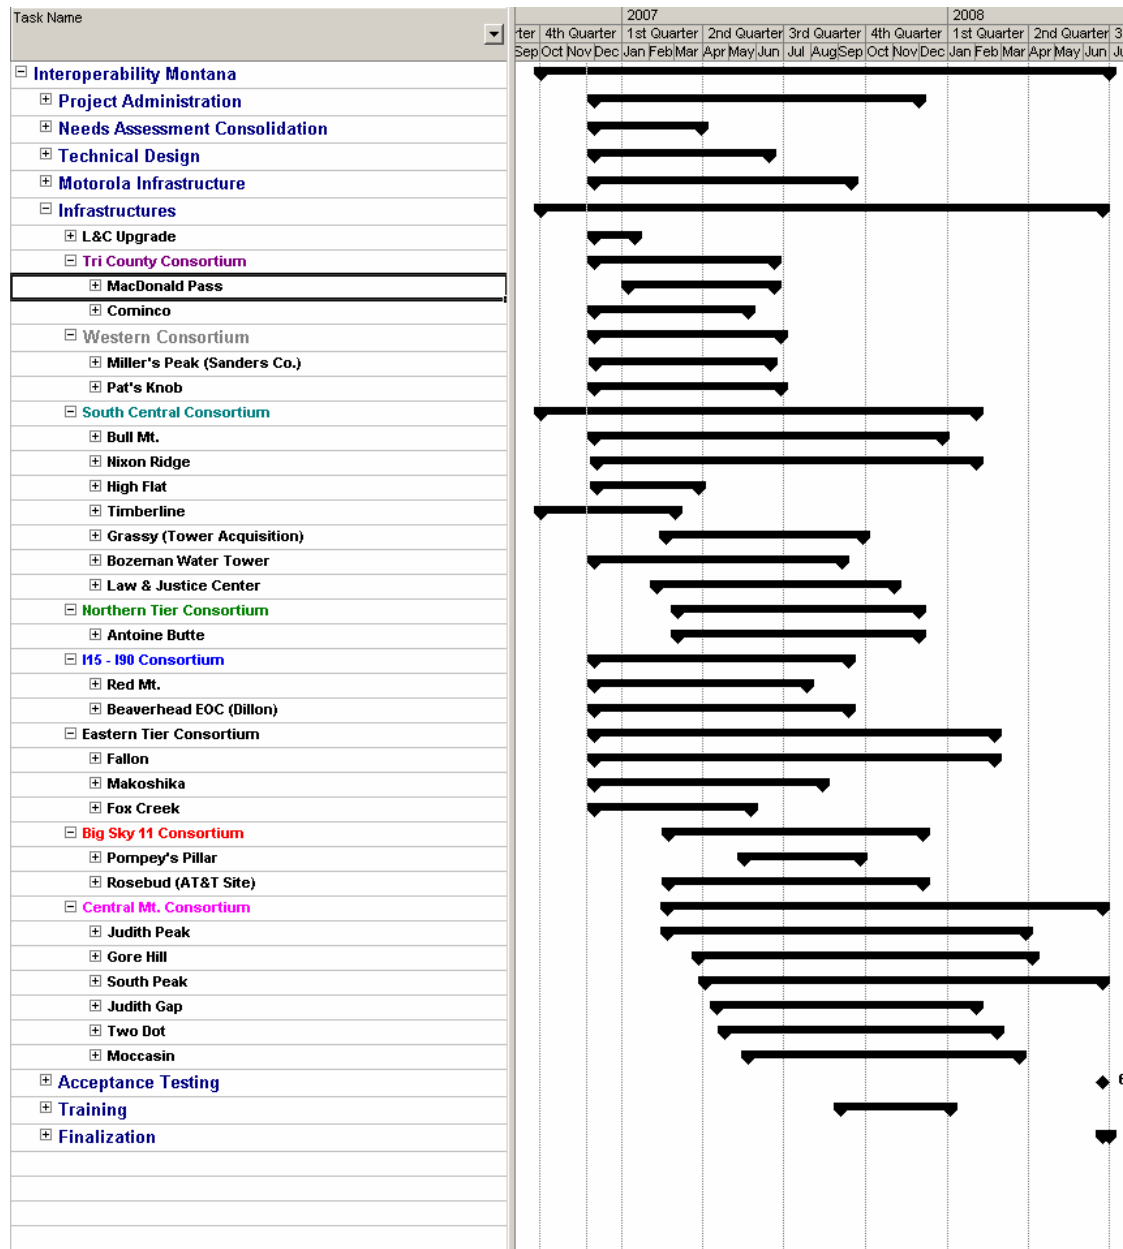 Task Name
2007 2008
rter 4th Quarter 1st Quarter 2nd Quarter 3rd Quarter 4th Quarter 1st Quarter 2nd Quarter 3
Sep Oct Nov Dec Jan Feb Mar Apr May Jun Jul Aug Sep Oct Nov Dec Jan Feb Mar Apr May Jun Ju
Interoperability Montana
Project Administration
Needs Assessment Consolidation
Technical Design
Motorola Infrastructure
Infrastructures
L&C Upgrade
Tri County Consortium
MacDonald Pass
Cominco
Western Consortium
Miller's Peak (Sanders Co.)
Pat's Knob
South Central Consortium
Bull Mt.
Nixon Ridge
High Flat
Timberline
Grassy (Tower Acquisition)
Bozeman Water Tower
Law & Justice Center
Northern Tier Consortium
Antoine Butte
I15 - I90 Consortium
Red Mt.
Beaverhead EOC (Dillon)
Eastern Tier Consortium
Fallon
Makoshika
Fox Creek
Big Sky 11 Consortium
Pompey's Pillar
Rosebud (AT&T Site)
Central Mt. Consortium
Judith Peak
Gore Hill
South Peak
Judith Gap
Two Dot
Moccasin
Acceptance Testing 6
Training
Finalization